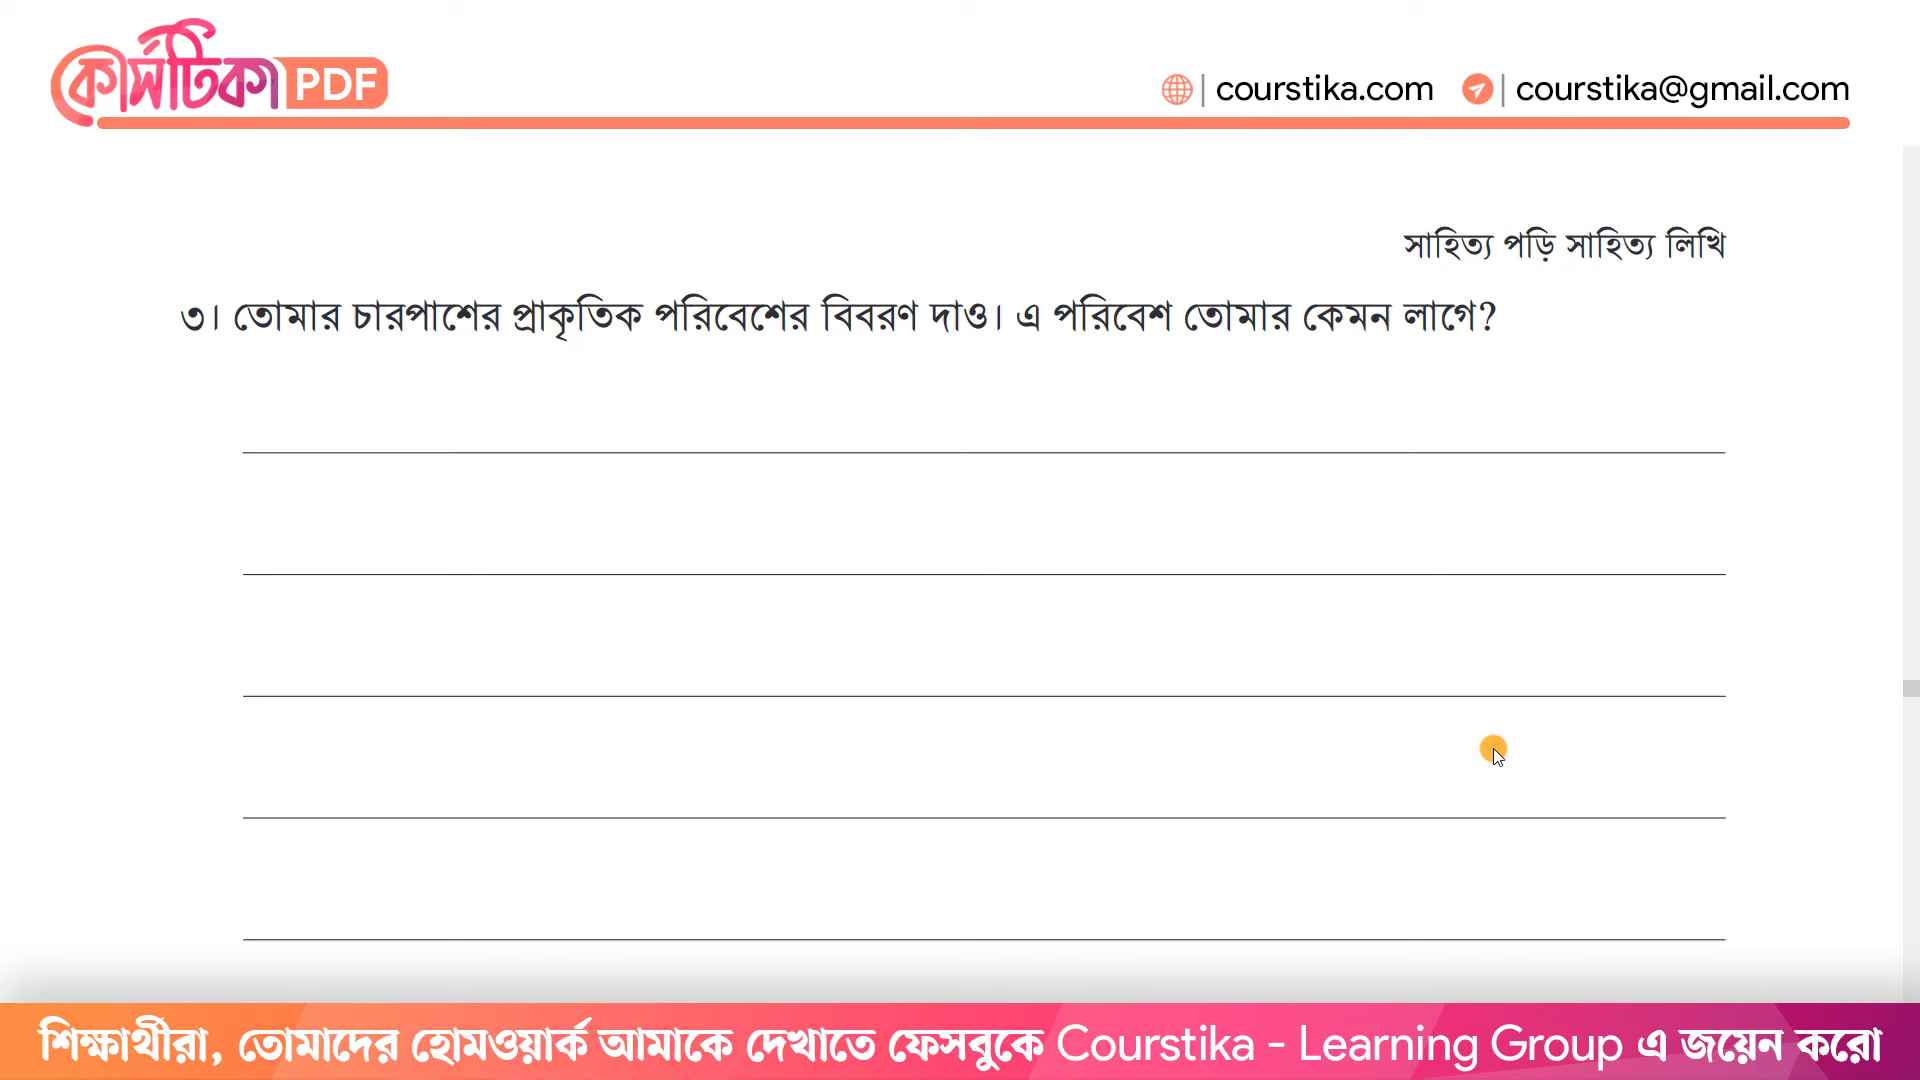 কোর্সটিকা PDF
courstika.com
courstika@gmail.com
সাহিত্য পড়ি সাহিত্য লিখি
৩। তোমার চারপাশের প্রাকৃতিক পরিবেশের বিবরণ দাও। এ পরিবেশ তোমার কেমন লাগে?
শিক্ষার্থীরা, তোমাদের হোমওয়ার্ক আমাকে দেখাতে ফেসবুকে Courstika - Learning Group এ জয়েন করো